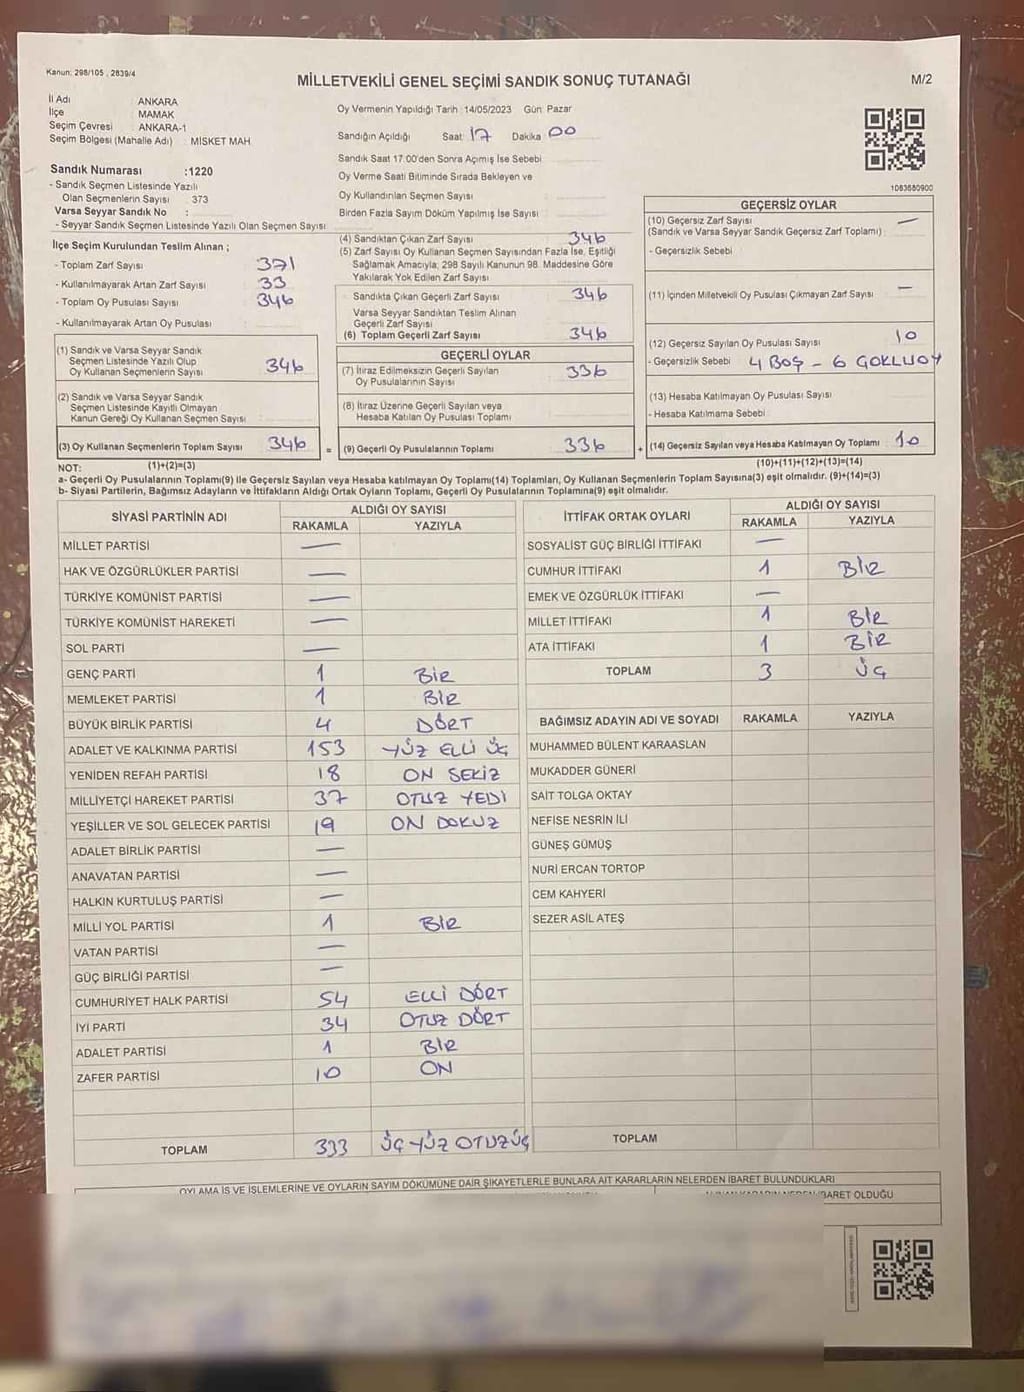 Kanun: 298/105 , 2839/4
MİLLETVEKİLİ GENEL SEÇİMİ SANDIK SONUÇ TUTANAĞI
M/2
İl Adı : ANKARA
İlçe : MAMAK
Seçim Çevresi : ANKARA-1
Seçim Bölgesi (Mahalle Adı) : MİSKET MAH
Sandık Numarası :1220
- Sandık Seçmen Listesinde Yazılı
Olan Seçmenlerin Sayısı : 373
Varsa Seyyar Sandık No :
- Seyyar Sandık Seçmen Listesinde Yazılı Olan Seçmen Sayısı :
Oy Vermenin Yapıldığı Tarih :14/05/2023 Gün: Pazar
Sandığın Açıldığı Saat: 17 Dakika: 00
Sandık Saat 17:00'den Sonra Açımış İse Sebebi
Oy Verme Saati Bitiminde Sırada Bekleyen ve
Oy Kullandırılan Seçmen Sayısı
Birden Fazla Sayım Döküm Yapılmış İse Sayısı
1083680900
İlçe Seçim Kurulundan Teslim Alınan ;
- Toplam Zarf Sayısı 371
- Kullanılmayarak Artan Zarf Sayısı : 33
- Toplam Oy Pusulası Sayısı 346
- Kullanılmayarak Artan Oy Pusulası :
(1) Sandık ve Varsa Seyyar Sandık
Seçmen Listesinde Yazılı Olup
Oy Kullanan Seçmenlerin Sayısı : 346
(2) Sandık ve Varsa Seyyar Sandık
Seçmen Listesinde Kayıtlı Olmayan
Kanun Gereği Oy Kullanan Seçmen Sayısı :
(3) Oy Kullanan Seçmenlerin Toplam Sayısı : 346
(4) Sandıktan Çıkan Zarf Sayısı 346
(5) Zarf Sayısı Oy Kullanan Seçmen Sayısından Fazla İse, Eşitliği
Sağlamak Amacıyla, 298 Sayılı Kanunun 98. Maddesine Göre
Yakılarak Yok Edilen Zarf Sayısı
Sandıkta Çıkan Geçerli Zarf Sayısı 346
Varsa Seyyar Sandıktan Teslim Alınan
Geçerli Zarf Sayısı
(6) Toplam Geçerli Zarf Sayısı 346
GEÇERLİ OYLAR
(7) İtiraz Edilmeksizin Geçerli Sayılan
Oy Pusulalarının Sayısı 336
(8) İtiraz Üzerine Geçerli Sayılan veya
Hesaba Katılan Oy Pusulası Toplamı
= (9) Geçerli Oy Pusulalarının Toplamı 336
GEÇERSİZ OYLAR
(10) Geçersiz Zarf Sayısı —
(Sandık ve Varsa Seyyar Sandık Geçersiz Zarf Toplamı)
- Geçersizlik Sebebi
(11) İçinden Milletvekili Oy Pusulası Çıkmayan Zarf Sayısı —
(12) Geçersiz Sayılan Oy Pusulası Sayısı 10
- Geçersizlik Sebebi 4 BOŞ - 6 GOKLUOY
(13) Hesaba Katılmayan Oy Pusulası Sayısı
- Hesaba Katılmama Sebebi
+ (14) Geçersiz Sayılan veya Hesaba Katılmayan Oy Toplamı 10
NOT: (1)+(2)=(3) (10)+(11)+(12)+(13)=(14)
a- Geçerli Oy Pusulalarının Toplamı(9) ile Geçersiz Sayılan veya Hesaba katılmayan Oy Toplamı(14) Toplamları, Oy Kullanan Seçmenlerin Toplam Sayısına(3) eşit olmalıdır. (9)+(14)=(3)
b- Siyasi Partilerin, Bağımsız Adayların ve İttifakların Aldığı Ortak Oyların Toplamı, Geçerli Oy Pusulalarının Toplamına(9) eşit olmalıdır.
SİYASİ PARTİNİN ADI ALDIĞI OY SAYISI
RAKAMLA YAZIYLA
MİLLET PARTİSİ —
HAK VE ÖZGÜRLÜKLER PARTİSİ —
TÜRKİYE KOMÜNİST PARTİSİ —
TÜRKİYE KOMÜNİST HAREKETİ —
SOL PARTİ —
GENÇ PARTİ 1 BİR
MEMLEKET PARTİSİ 1 BİR
BÜYÜK BİRLİK PARTİSİ 4 DÖRT
ADALET VE KALKINMA PARTİSİ 153 YÜZ ELLİ ÜÇ
YENİDEN REFAH PARTİSİ 18 ON SEKİZ
MİLLİYETÇİ HAREKET PARTİSİ 37 OTUZ YEDİ
YEŞİLLER VE SOL GELECEK PARTİSİ 19 ON DOKUZ
ADALET BİRLİK PARTİSİ —
ANAVATAN PARTİSİ —
HALKIN KURTULUŞ PARTİSİ —
MİLLİ YOL PARTİSİ 1 BİR
VATAN PARTİSİ —
GÜÇ BİRLİĞİ PARTİSİ —
CUMHURİYET HALK PARTİSİ 54 ELLİ DÖRT
İYİ PARTİ 34 OTUZ DÖRT
ADALET PARTİSİ 1 BİR
ZAFER PARTİSİ 10 ON
TOPLAM 333 ÜÇ YÜZ OTUZ ÜÇ
İTTİFAK ORTAK OYLARI ALDIĞI OY SAYISI
RAKAMLA YAZIYLA
SOSYALİST GÜÇ BİRLİĞİ İTTİFAKI —
CUMHUR İTTİFAKI 1 BİR
EMEK VE ÖZGÜRLÜK İTTİFAKI —
MİLLET İTTİFAKI 1 BİR
ATA İTTİFAKI 1 BİR
TOPLAM 3 ÜÇ
BAĞIMSIZ ADAYIN ADI VE SOYADI RAKAMLA YAZIYLA
MUHAMMED BÜLENT KARAASLAN
MUKADDER GÜNERİ
SAİT TOLGA OKTAY
NEFİSE NESRİN İLİ
GÜNEŞ GÜMÜŞ
NURİ ERCAN TORTOP
CEM KAHYERİ
SEZER ASİL ATEŞ
TOPLAM
OYLAMA İŞ VE İŞLEMLERİNE VE OYLARIN SAYIM DÖKÜMÜNE DAİR ŞİKAYETLERLE BUNLARA AİT KARARLARIN NELERDEN İBARET BULUNDUKLARI
İBARET OLDUĞU